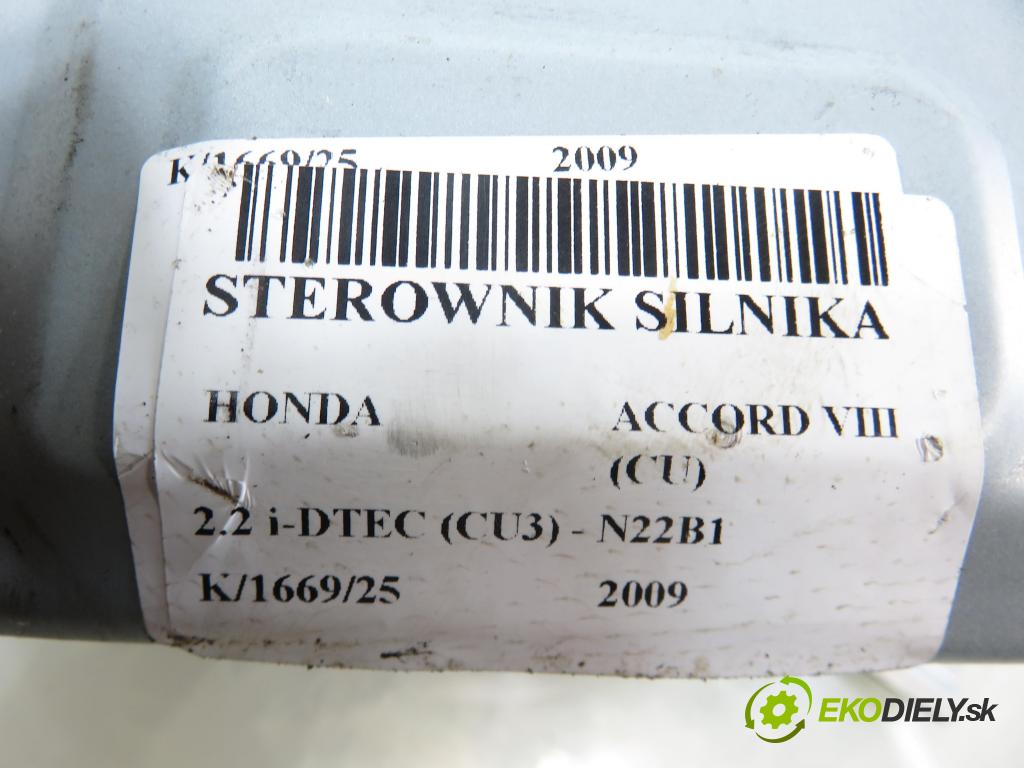 K/1669/25 2009
STEROWNIK SILNIKA
HONDA ACCORD VIII
(CU)
2.2 i-DTEC (CU3) - N22B1
K/1669/25 2009
EKODIELY.sk